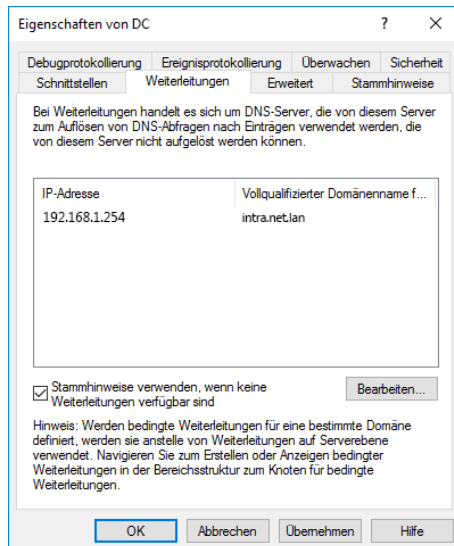 Eigenschaften von DC
?
Debugprotokollierung Ereignisprotokollierung Überwachen Sicherheit
Schnittstellen Weiterleitungen Erweitert Stammhinweise
Bei Weiterleitungen handelt es sich um DNS-Server, die von diesem Server
zum Auflösen von DNS-Abfragen nach Einträgen verwendet werden, die
von diesem Server nicht aufgelöst werden können.
IP-Adresse Vollqualifizierter Domänenname f...
192.168.1.254 intra.net.lan
Stammhinweise verwenden, wenn keine
Weiterleitungen verfügbar sind
Bearbeiten...
Hinweis: Werden bedingte Weiterleitungen für eine bestimmte Domäne
definiert, werden sie anstelle von Weiterleitungen auf Serverebene
verwendet. Navigieren Sie zum Erstellen oder Anzeigen bedingter
Weiterleitungen in der Bereichsstruktur zum Knoten für bedingte
Weiterleitungen.
OK Abbrechen Übernehmen Hilfe